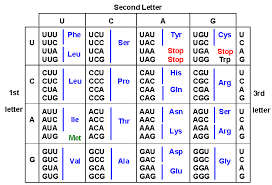 Second Letter
U C A G
UUU Phe UCU UAU Tyr UGU Cys U
U UUC UCC Ser UAC UGC C
UUA Leu UCA UAA Stop UGA Stop A
UUG UCG UAG Stop UGG Trp G
CUU CCU CAU His CGU U
1st C CUC Leu CCC Pro CAC CGC Arg C 3rd
CUA CCA CAA Gln CGA A
CUG CCG CAG CGG G
letter AUU ACU AAU Asn AGU Ser U letter
A AUC Ile ACC Thr AAC AGC C
AUA ACA AAA Lys AGA Arg A
AUG Met ACG AAG AGG G
GUU GCU GAU Asp GGU U
G GUC Val GCC Ala GAC GGC Gly C
GUA GCA GAA Glu GGA A
GUG GCG GAG GGG G